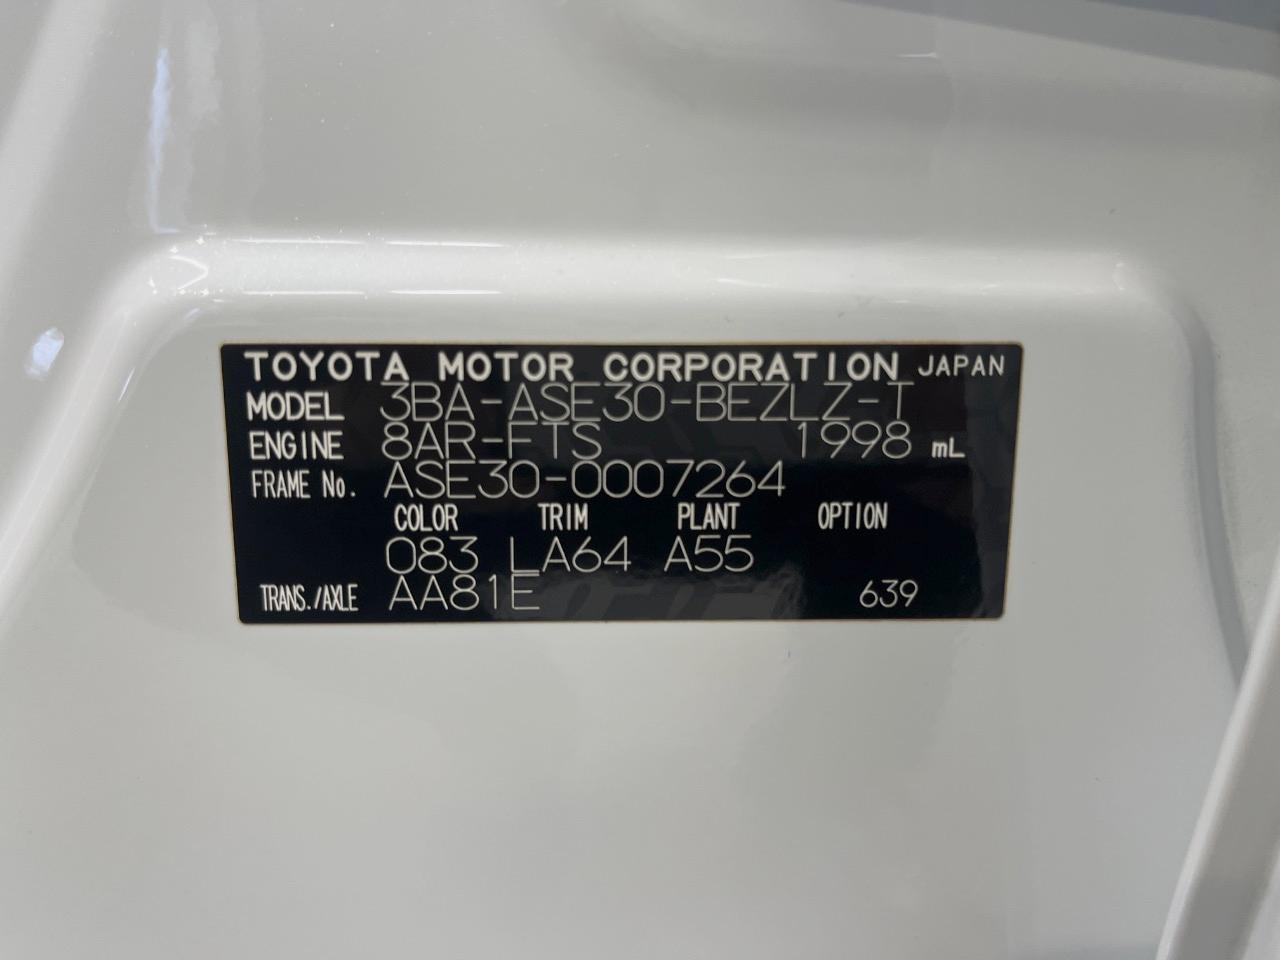 TOYOTA MOTOR CORPORATION JAPAN
MODEL 3BA-ASE30-BEZLZ-T
ENGINE 8AR-FTS 1998 mL
FRAME No. ASE30-0007264
COLOR TRIM PLANT OPTION
083 LA64 A55
TRANS./AXLE AA81E 639